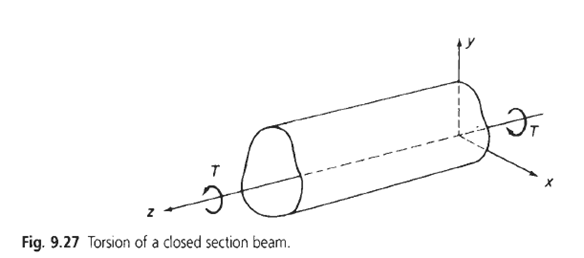 y
T
T
x
z
Fig. 9.27 Torsion of a closed section beam.